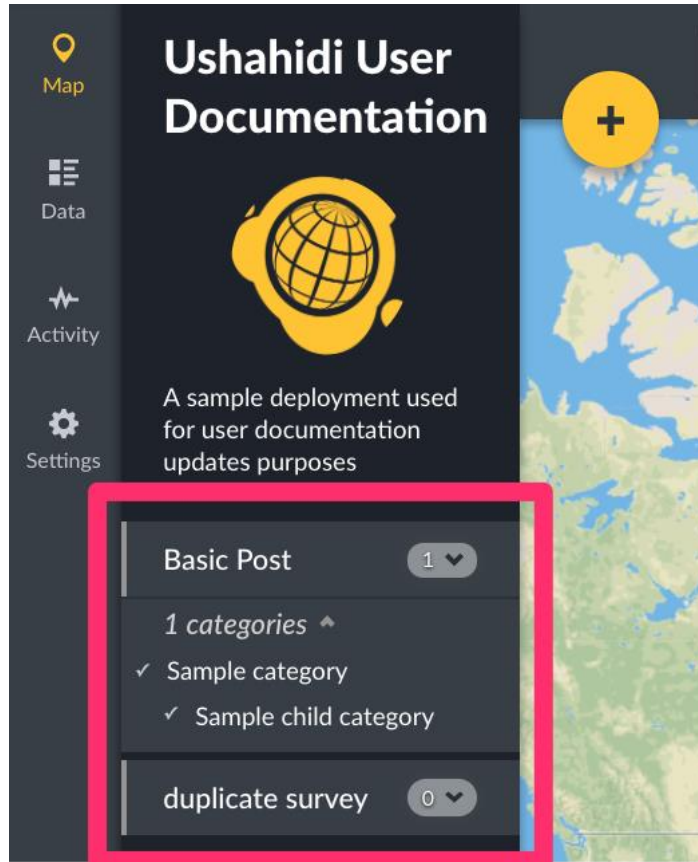 Map
Data
Activity
Settings
Ushahidi User
Documentation
A sample deployment used
for user documentation
updates purposes
Basic Post 1
1 categories
Sample category
Sample child category
duplicate survey 0
+